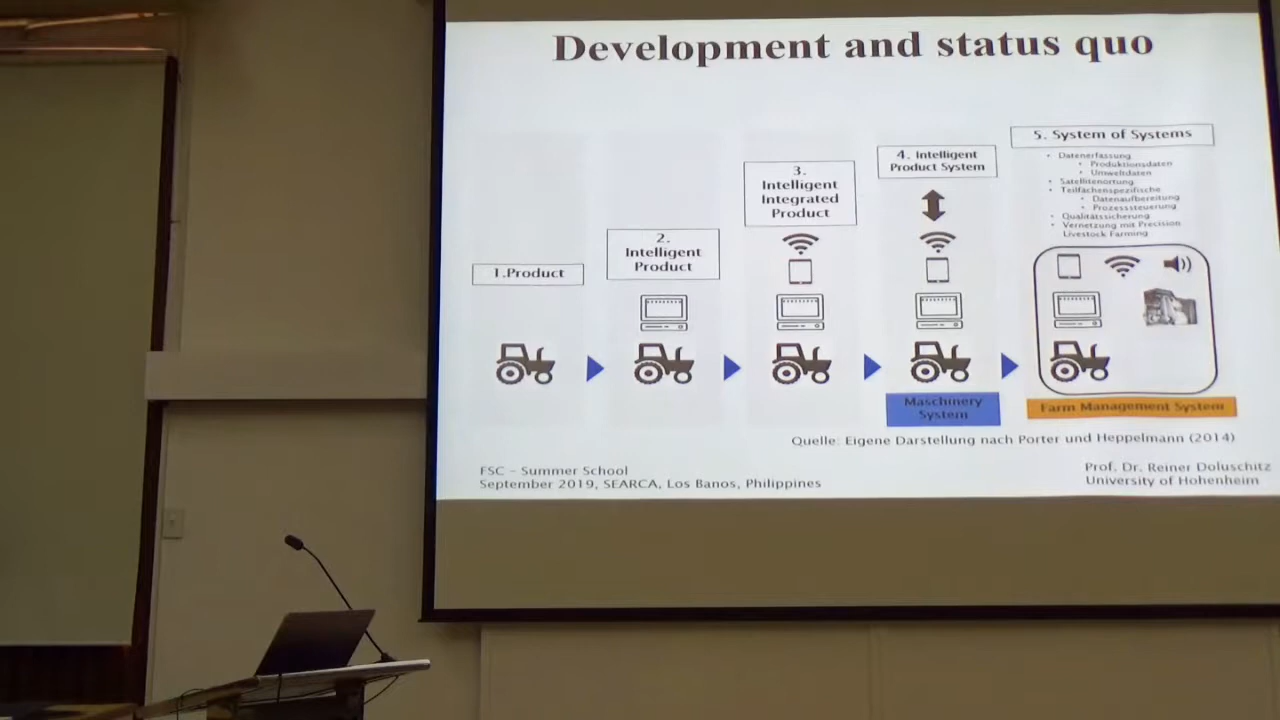 Development and status quo
1.Product
2.
Intelligent
Product
3.
Intelligent
Integrated
Product
4. Intelligent
Product System
5. System of Systems
• Datenerfassung
• Produktionsdaten
• Umweltdaten
• Satellitenortung
• Teilfächenspezifische
• Datenaufbereitung
• Prozesssteuerung
• Qualitätssicherung
• Vernetzung mit Precision
Livestock Farming
Maschinery
System
Farm Management System
Quelle: Eigene Darstellung nach Porter und Heppelmann (2014)
FSC – Summer School
September 2019, SEARCA, Los Banos, Philippines
Prof. Dr. Reiner Doluschitz
University of Hohenheim